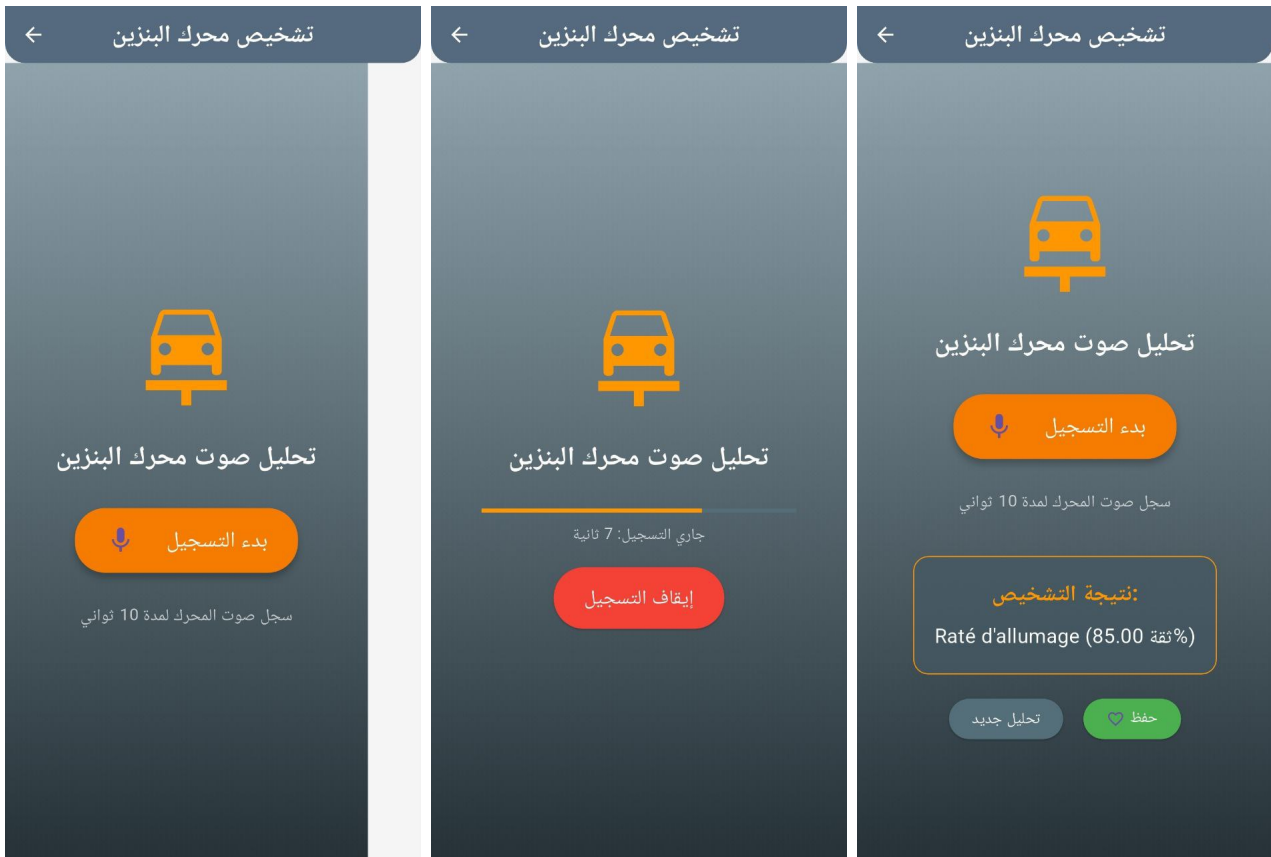 تشخيص محرك البنزين
تحليل صوت محرك البنزين
بدء التسجيل
سجل صوت المحرك لمدة 10 ثواني
تشخيص محرك البنزين
تحليل صوت محرك البنزين
جاري التسجيل: 7 ثانية
إيقاف التسجيل
تشخيص محرك البنزين
تحليل صوت محرك البنزين
بدء التسجيل
سجل صوت المحرك لمدة 10 ثواني
نتيجة التشخيص:
Raté d'allumage (85.00 ثقة%)
حفظ
تحليل جديد